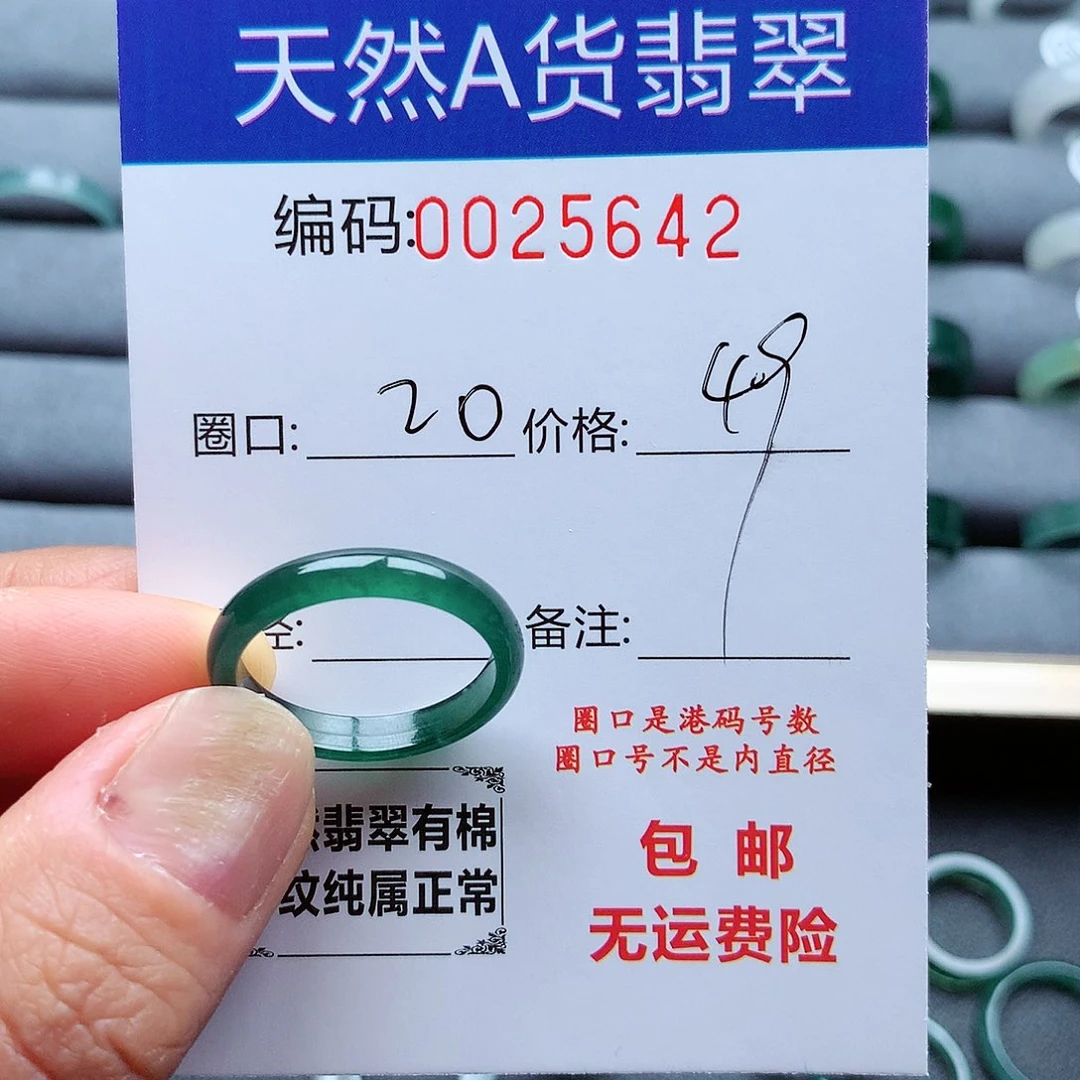 天然A货翡翠
编码:0025642
圈口: 20 价格: 49
径: 备注:
圈口是港码号数
圈口号不是内直径
然翡翠有棉
纹纯属正常
包 邮
无运费险